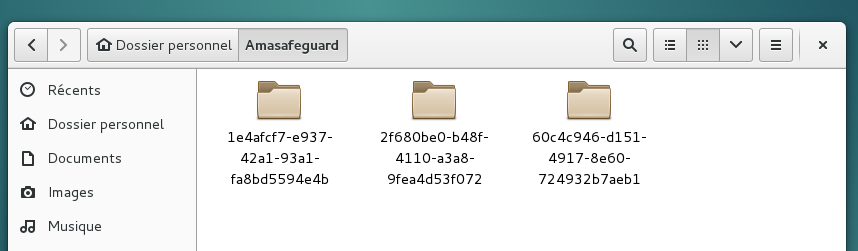 Dossier personnel Amasafeguard
Récents
Dossier personnel
Documents
Images
Musique
1e4afcf7-e937-
42a1-93a1-
fa8bd5594e4b
2f680be0-b48f-
4110-a3a8-
9fea4d53f072
60c4c946-d151-
4917-8e60-
724932b7aeb1